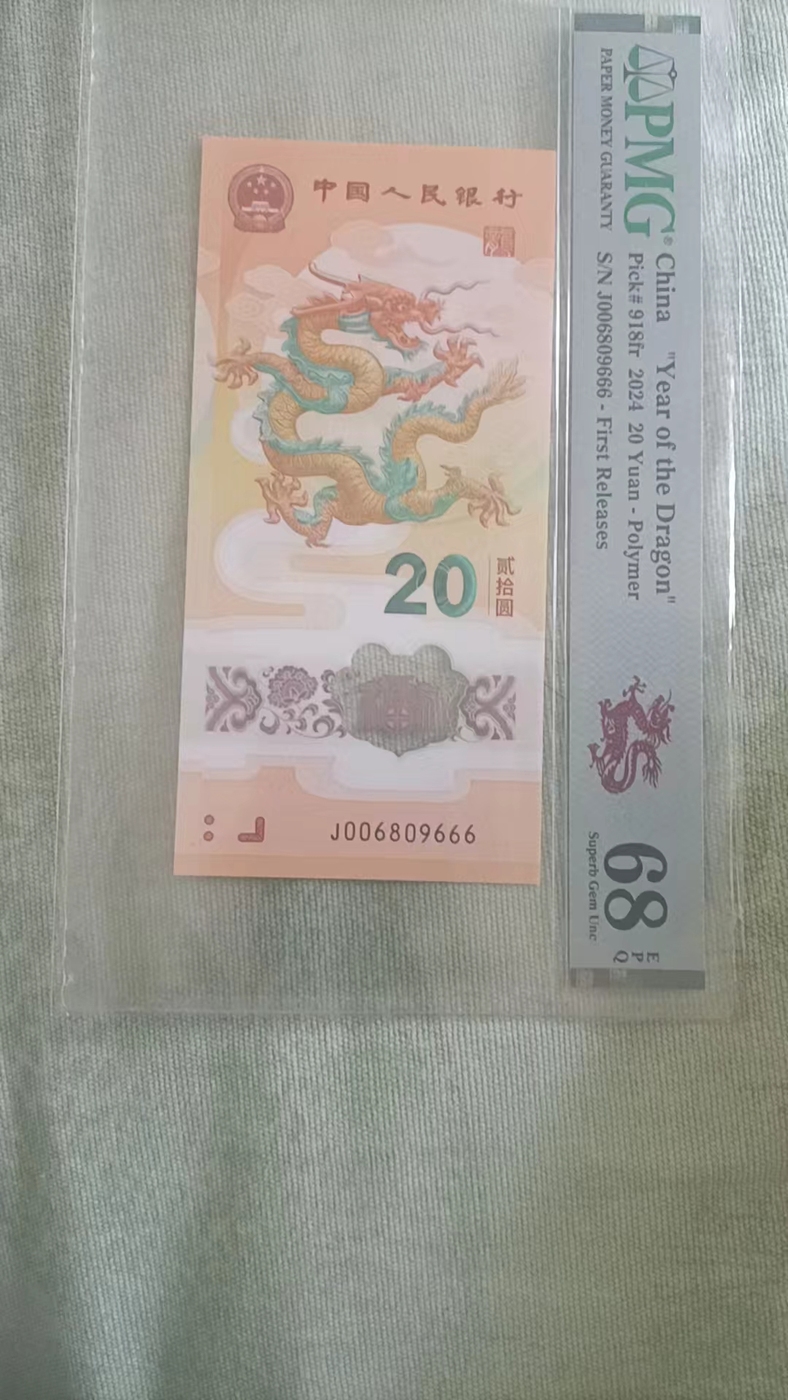 中国人民银行
20
贰拾圆
J006809666
PMG®
PAPER MONEY GUARANTY
China "Year of the Dragon"
Pick# 918fr 2024 20 Yuan - Polymer
S/N J006809666 - First Releases
68
EPQ
Superb Gem Unc